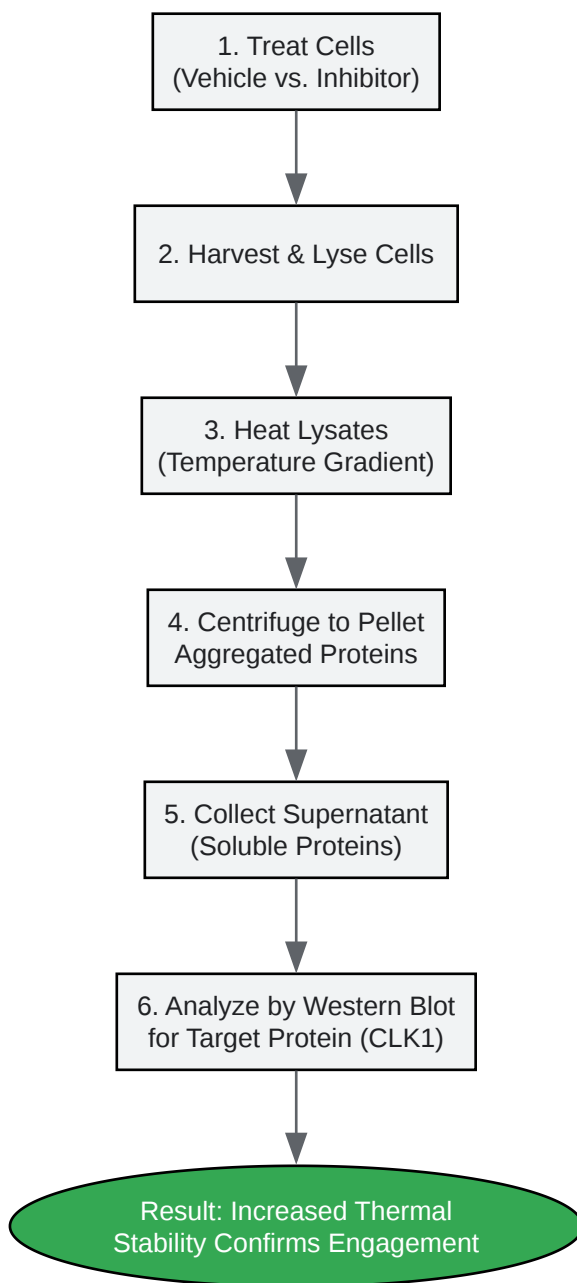 1. Treat Cells
(Vehicle vs. Inhibitor)
2. Harvest & Lyse Cells
3. Heat Lysates
(Temperature Gradient)
4. Centrifuge to Pellet
Aggregated Proteins
5. Collect Supernatant
(Soluble Proteins)
6. Analyze by Western Blot
for Target Protein (CLK1)
Result: Increased Thermal
Stability Confirms Engagement